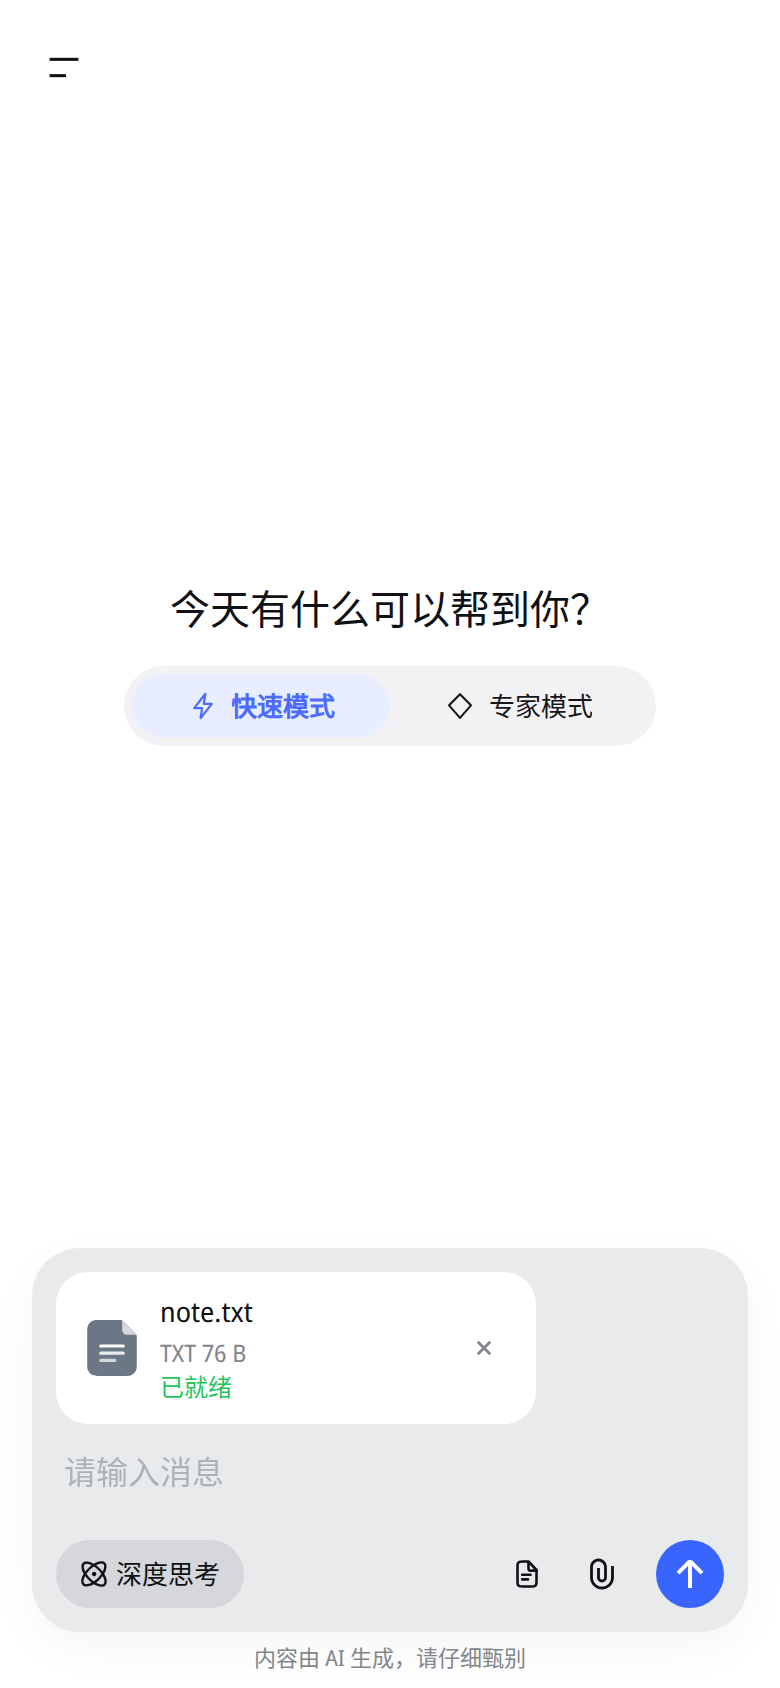 今天有什么可以帮到你？
快速模式
专家模式
note.txt
TXT 76 B
已就绪
请输入消息
深度思考
内容由 AI 生成，请仔细甄别